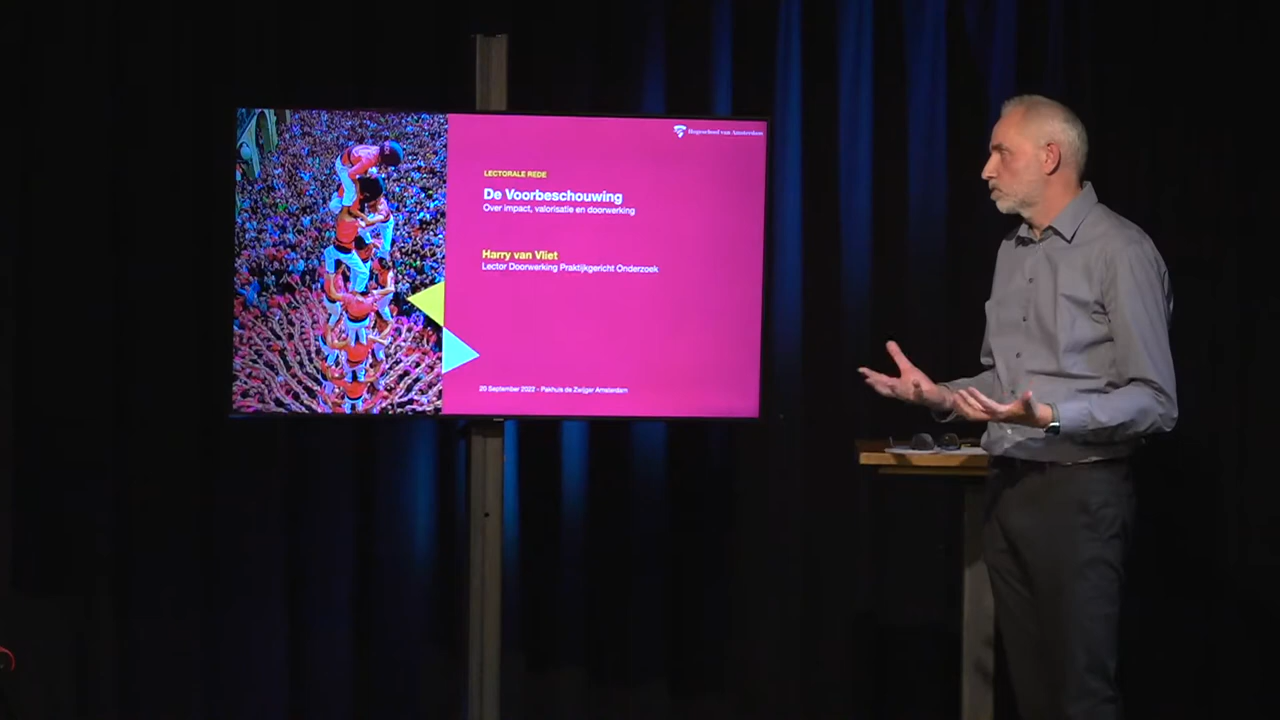 Hogeschool van Amsterdam
LECTORALE REDE
De Voorbeschouwing
Over impact, valorisatie en doorwerking
Harry van Vliet
Lector Doorwerking Praktijkgericht Onderzoek
20 September 2022 - Pakhuis de Zwijger Amsterdam